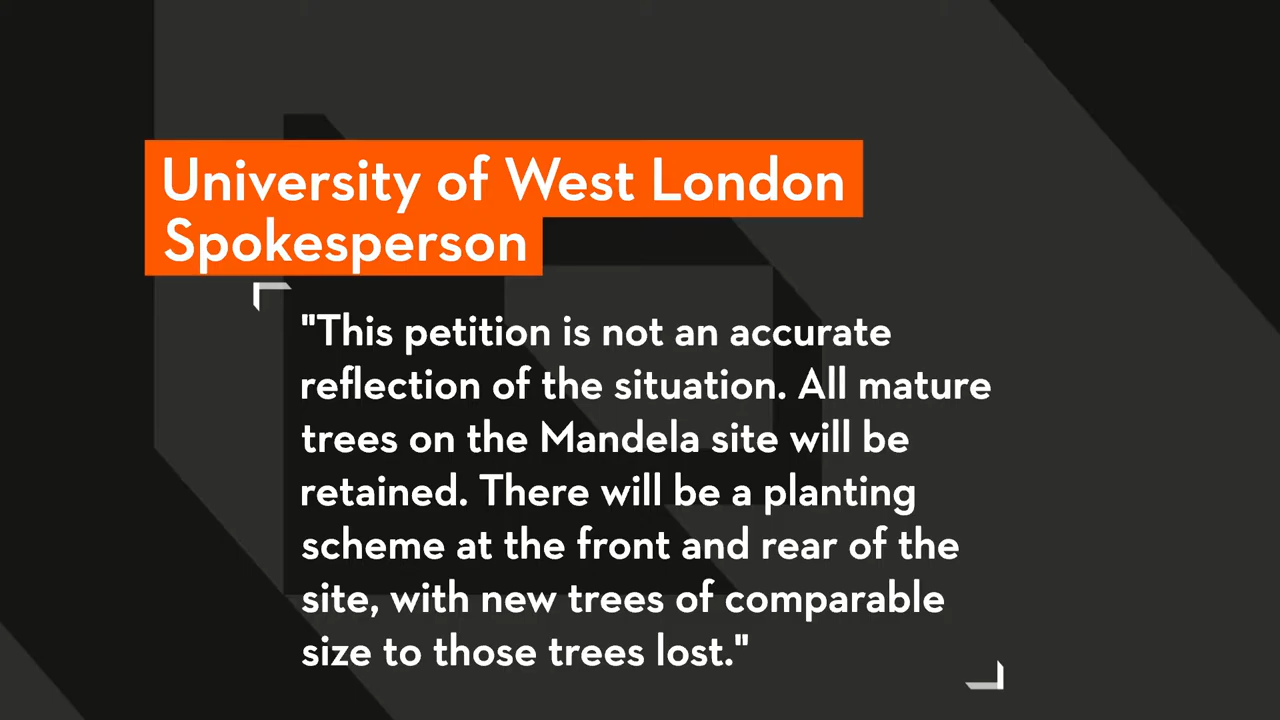 University of West London
Spokesperson
"This petition is not an accurate
reflection of the situation. All mature
trees on the Mandela site will be
retained. There will be a planting
scheme at the front and rear of the
site, with new trees of comparable
size to those trees lost."